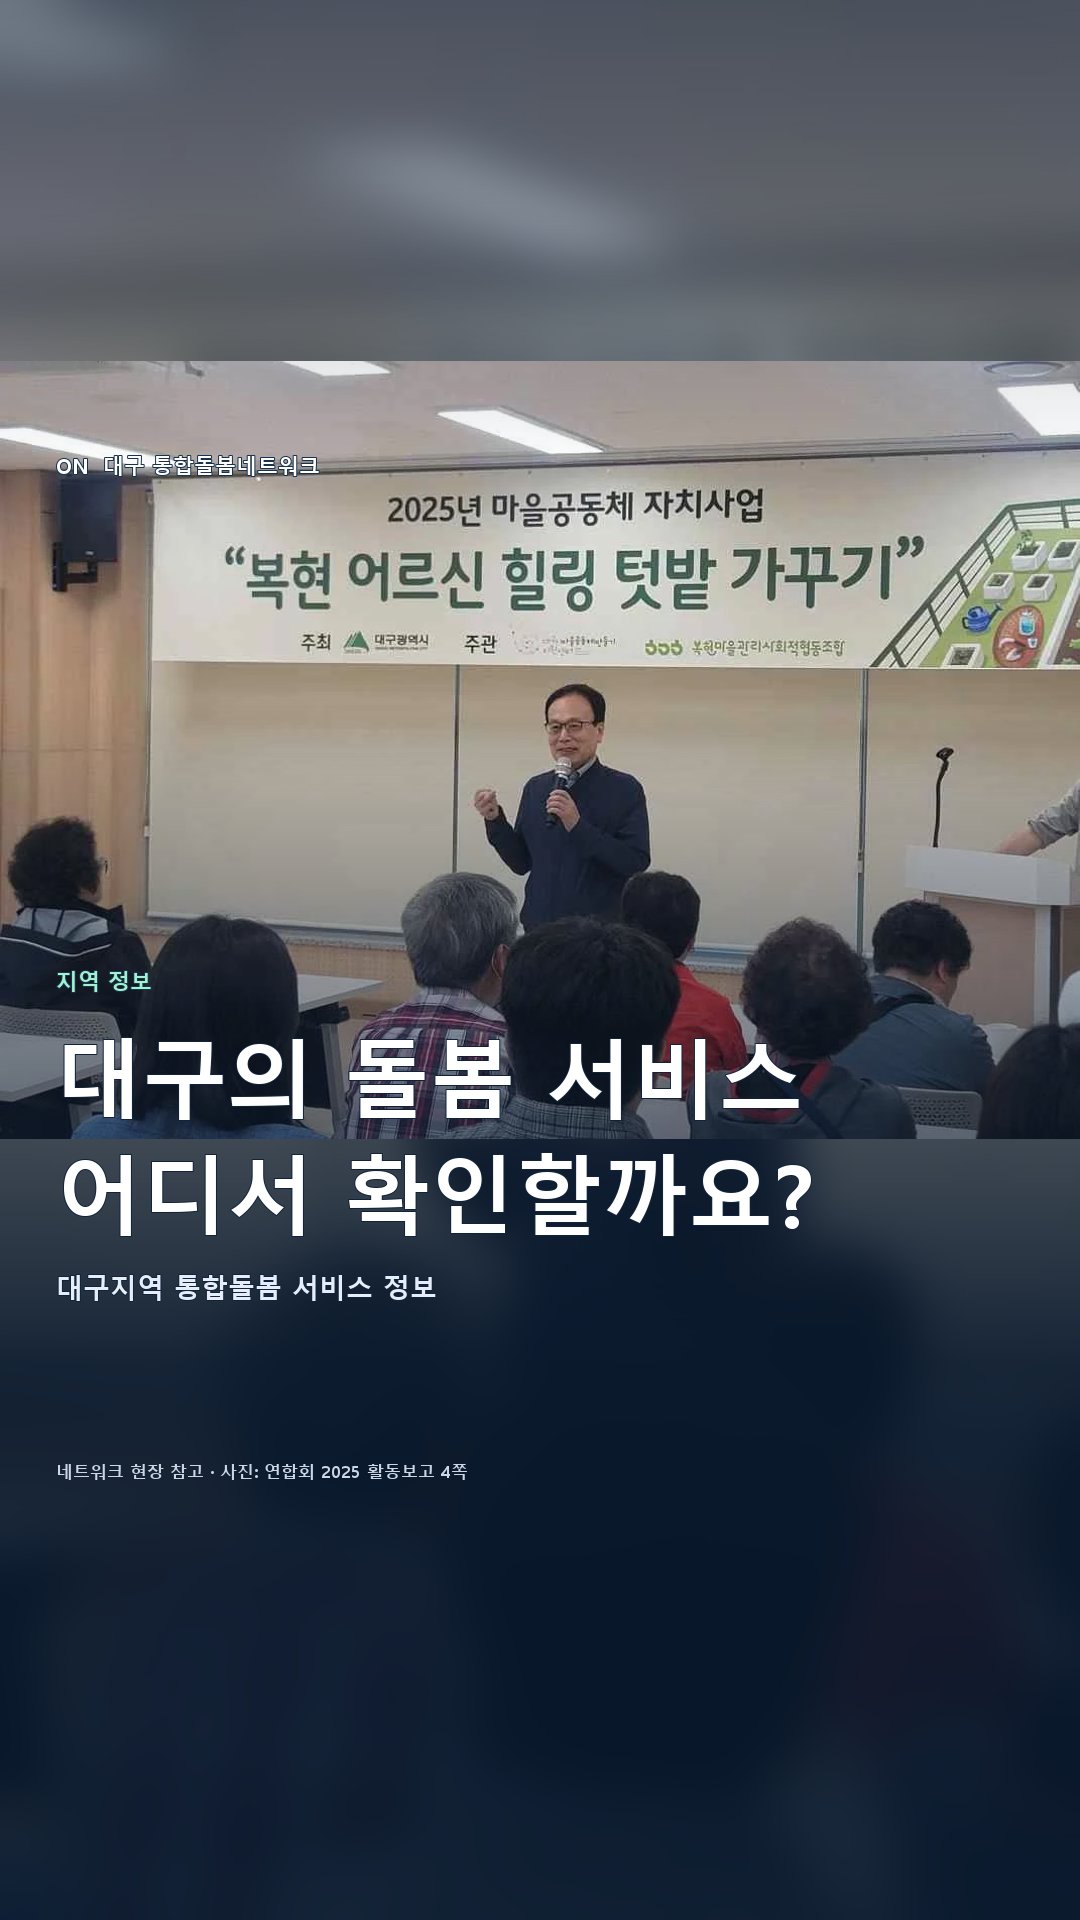 ON 대구 통합돌봄네트워크
2025년 마을공동체 자치사업
“복현 어르신 힐링 텃밭 가꾸기”
주최 대구광역시 주관 복현마을관리사회적협동조합
지역 정보
대구의 돌봄 서비스
어디서 확인할까요?
대구지역 통합돌봄 서비스 정보
네트워크 현장 참고 · 사진: 연합회 2025 활동보고 4쪽